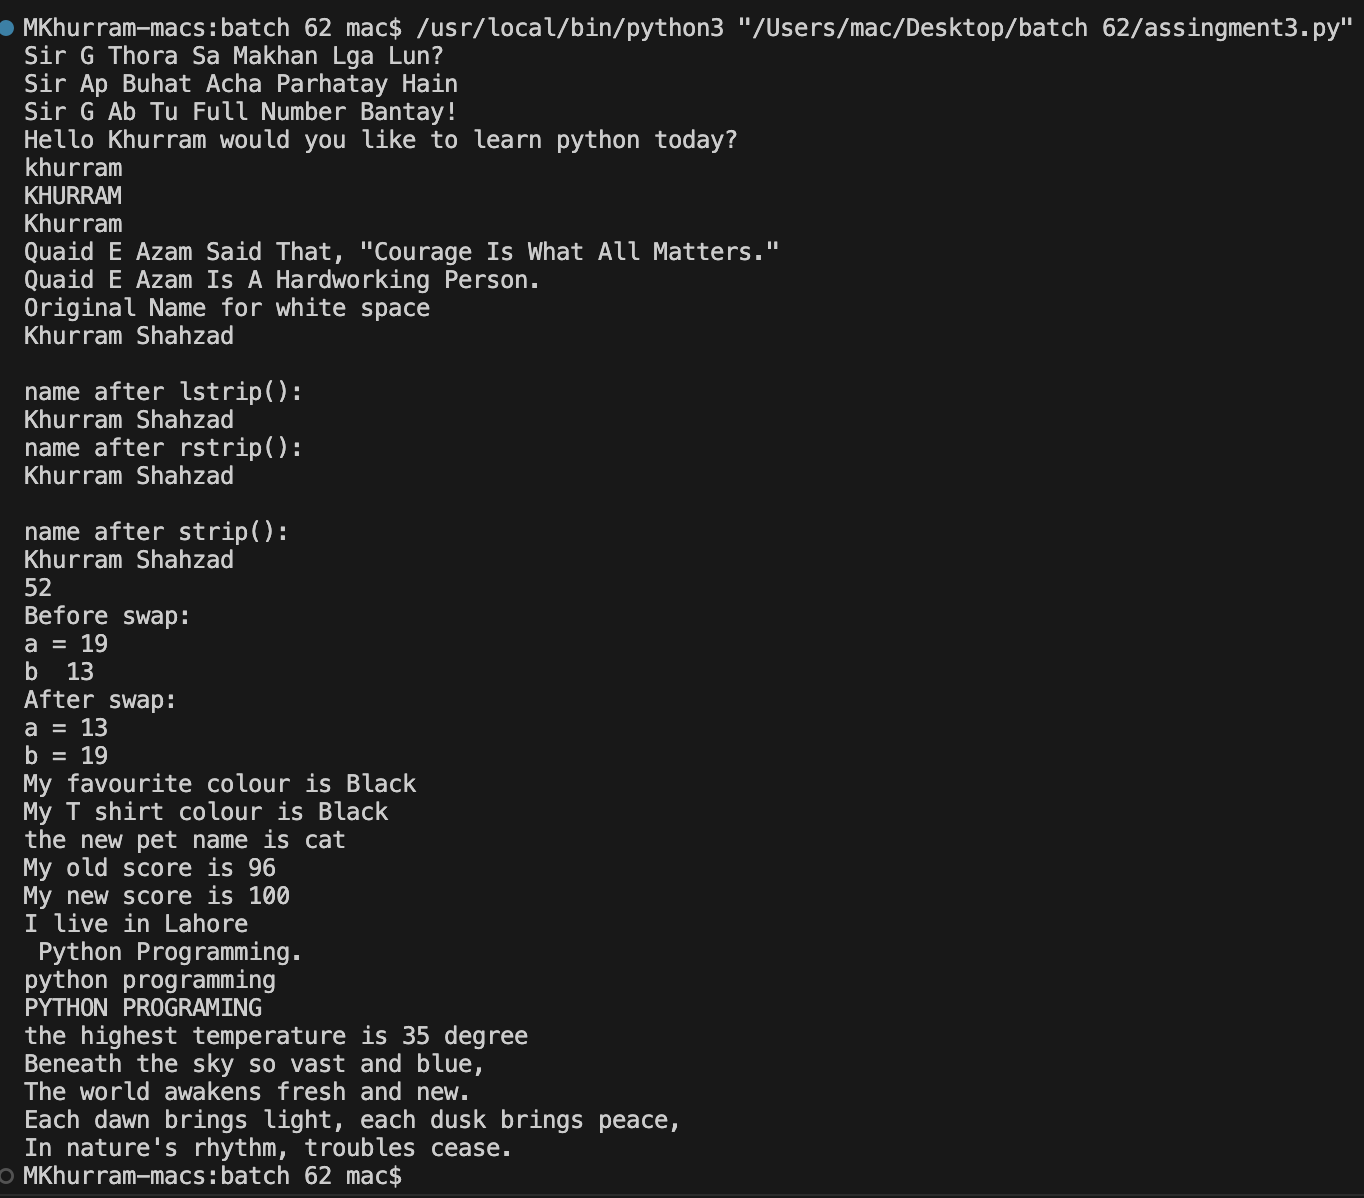 MKhurram-macs:batch 62 mac$ /usr/local/bin/python3 "/Users/mac/Desktop/batch 62/assingment3.py"
Sir G Thora Sa Makhan Lga Lun?
Sir Ap Buhat Acha Parhatay Hain
Sir G Ab Tu Full Number Bantay!
Hello Khurram would you like to learn python today?
khurram
KHURRAM
Khurram
Quaid E Azam Said That, "Courage Is What All Matters."
Quaid E Azam Is A Hardworking Person.
Original Name for white space
Khurram Shahzad

name after lstrip():
Khurram Shahzad
name after rstrip():
Khurram Shahzad

name after strip():
Khurram Shahzad
52
Before swap:
a = 19
b  13
After swap:
a = 13
b = 19
My favourite colour is Black
My T shirt colour is Black
the new pet name is cat
My old score is 96
My new score is 100
I live in Lahore
 Python Programming.
python programming
PYTHON PROGRAMING
the highest temperature is 35 degree
Beneath the sky so vast and blue,
The world awakens fresh and new.
Each dawn brings light, each dusk brings peace,
In nature's rhythm, troubles cease.
MKhurram-macs:batch 62 mac$